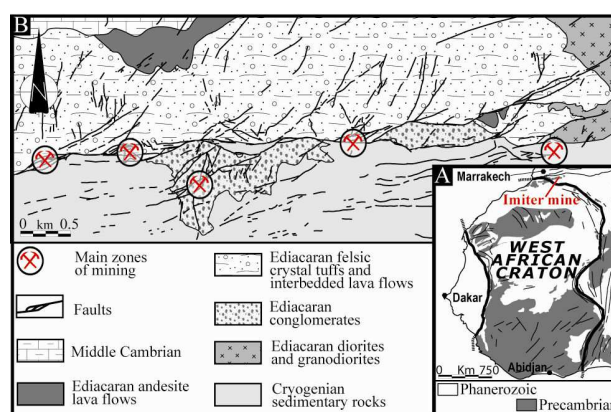 B
N
0 km 0.5
Main zones
of mining
Faults
Middle Cambrian
Ediacaran andesite
lava flows
Ediacaran felsic
crystal tuffs and
interbedded lava flows
Ediacaran
conglomerates
Ediacaran diorites
and granodiorites
Cryogenian
sedimentary rocks
A
Marrakech
Imiter mine
WEST
AFRICAN
CRATON
Dakar
0 Km 750
Abidjan
Phanerozoic
Precambrian